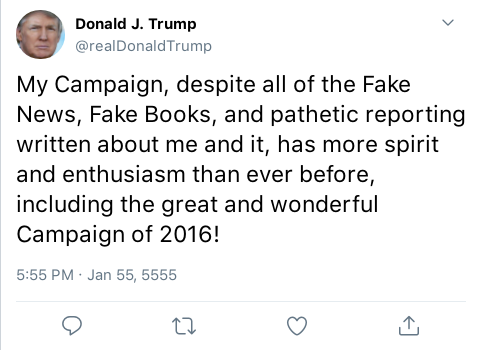 Donald J. Trump
@realDonaldTrump
My Campaign, despite all of the Fake
News, Fake Books, and pathetic reporting
written about me and it, has more spirit
and enthusiasm than ever before,
including the great and wonderful
Campaign of 2016!
5:55 PM · Jan 55, 5555